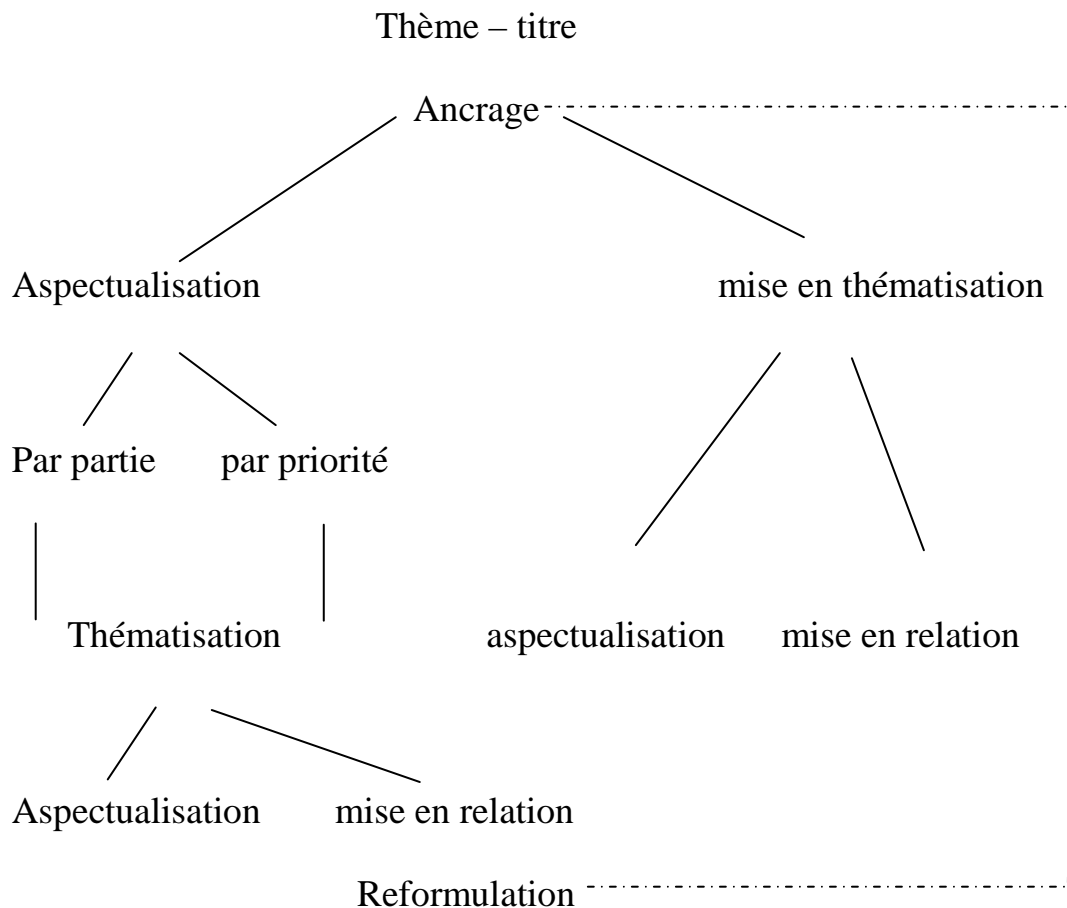 Thème – titre
Ancrage
Aspectualisation mise en thématisation
Par partie par priorité
Thématisation aspectualisation mise en relation
Aspectualisation mise en relation
Reformulation